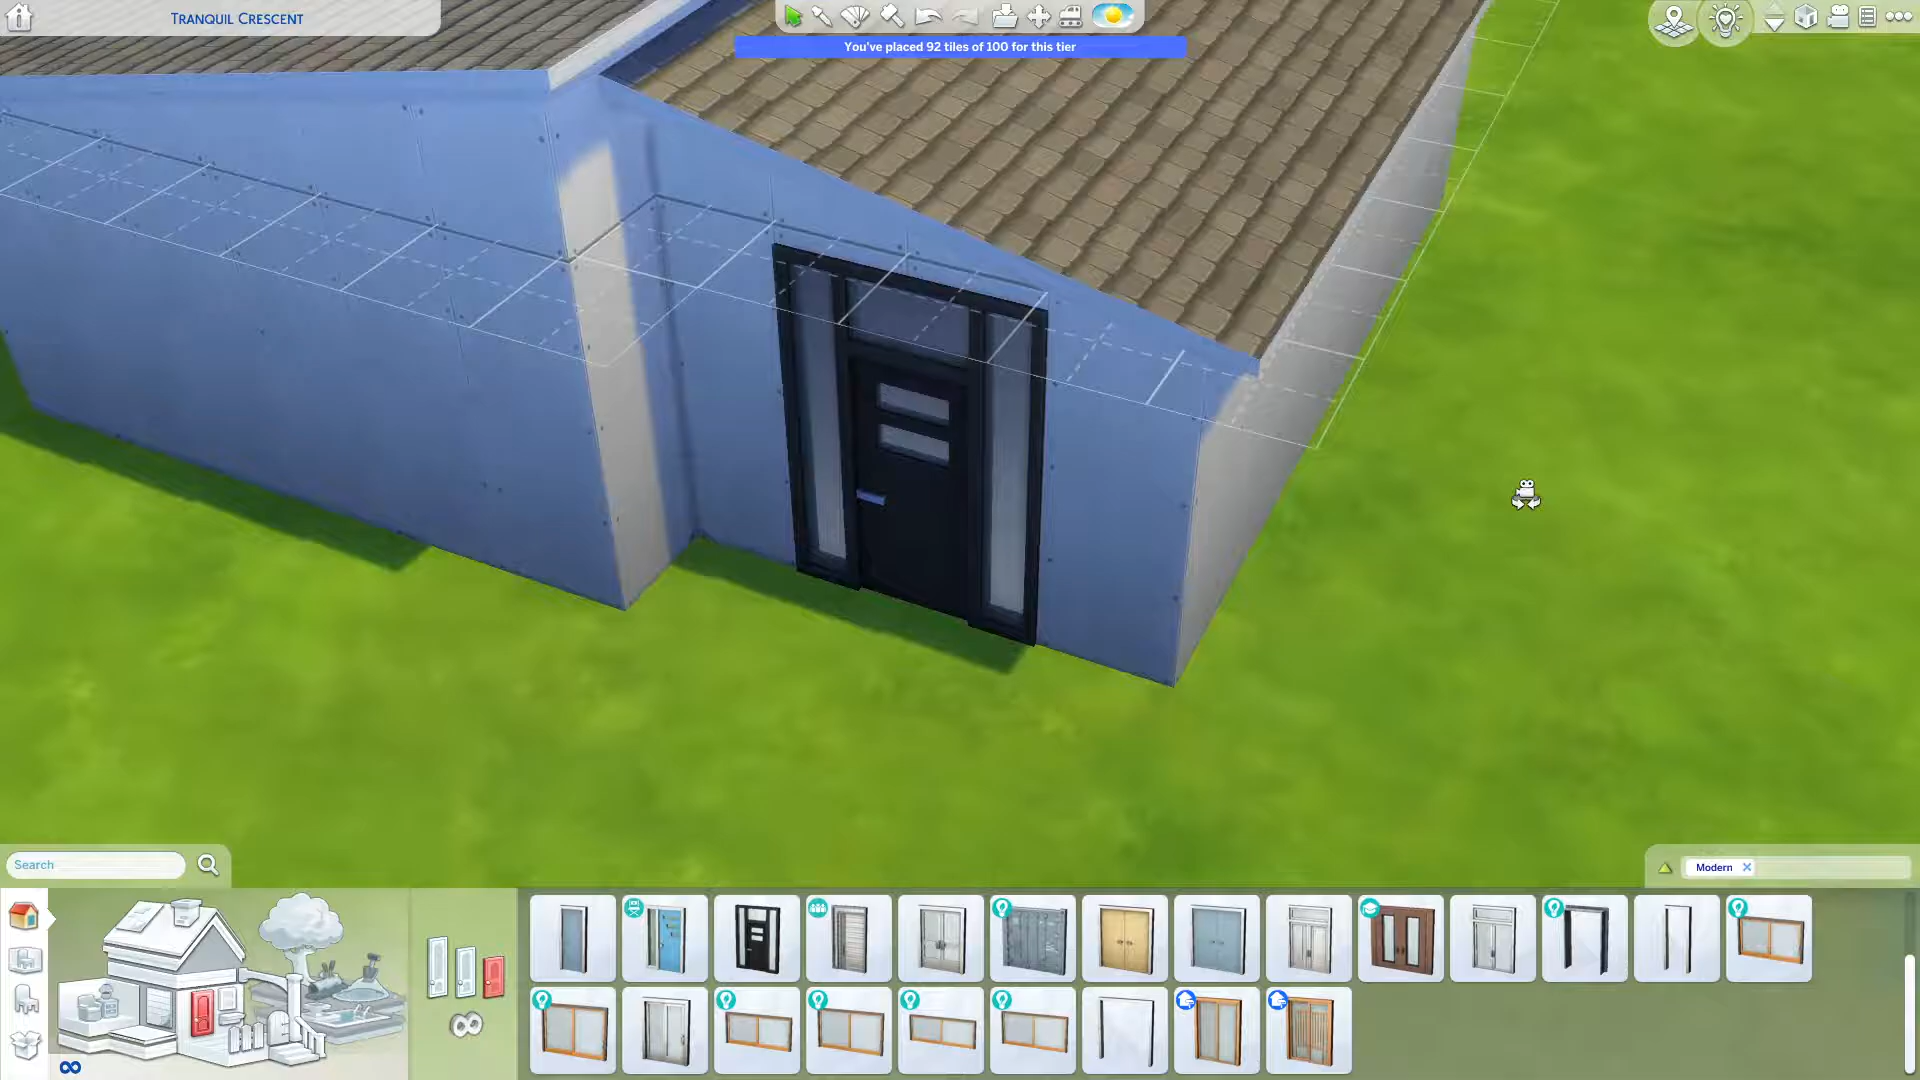 TRANQUIL CRESCENT
You've placed 92 tiles of 100 for this tier
Search
Modern